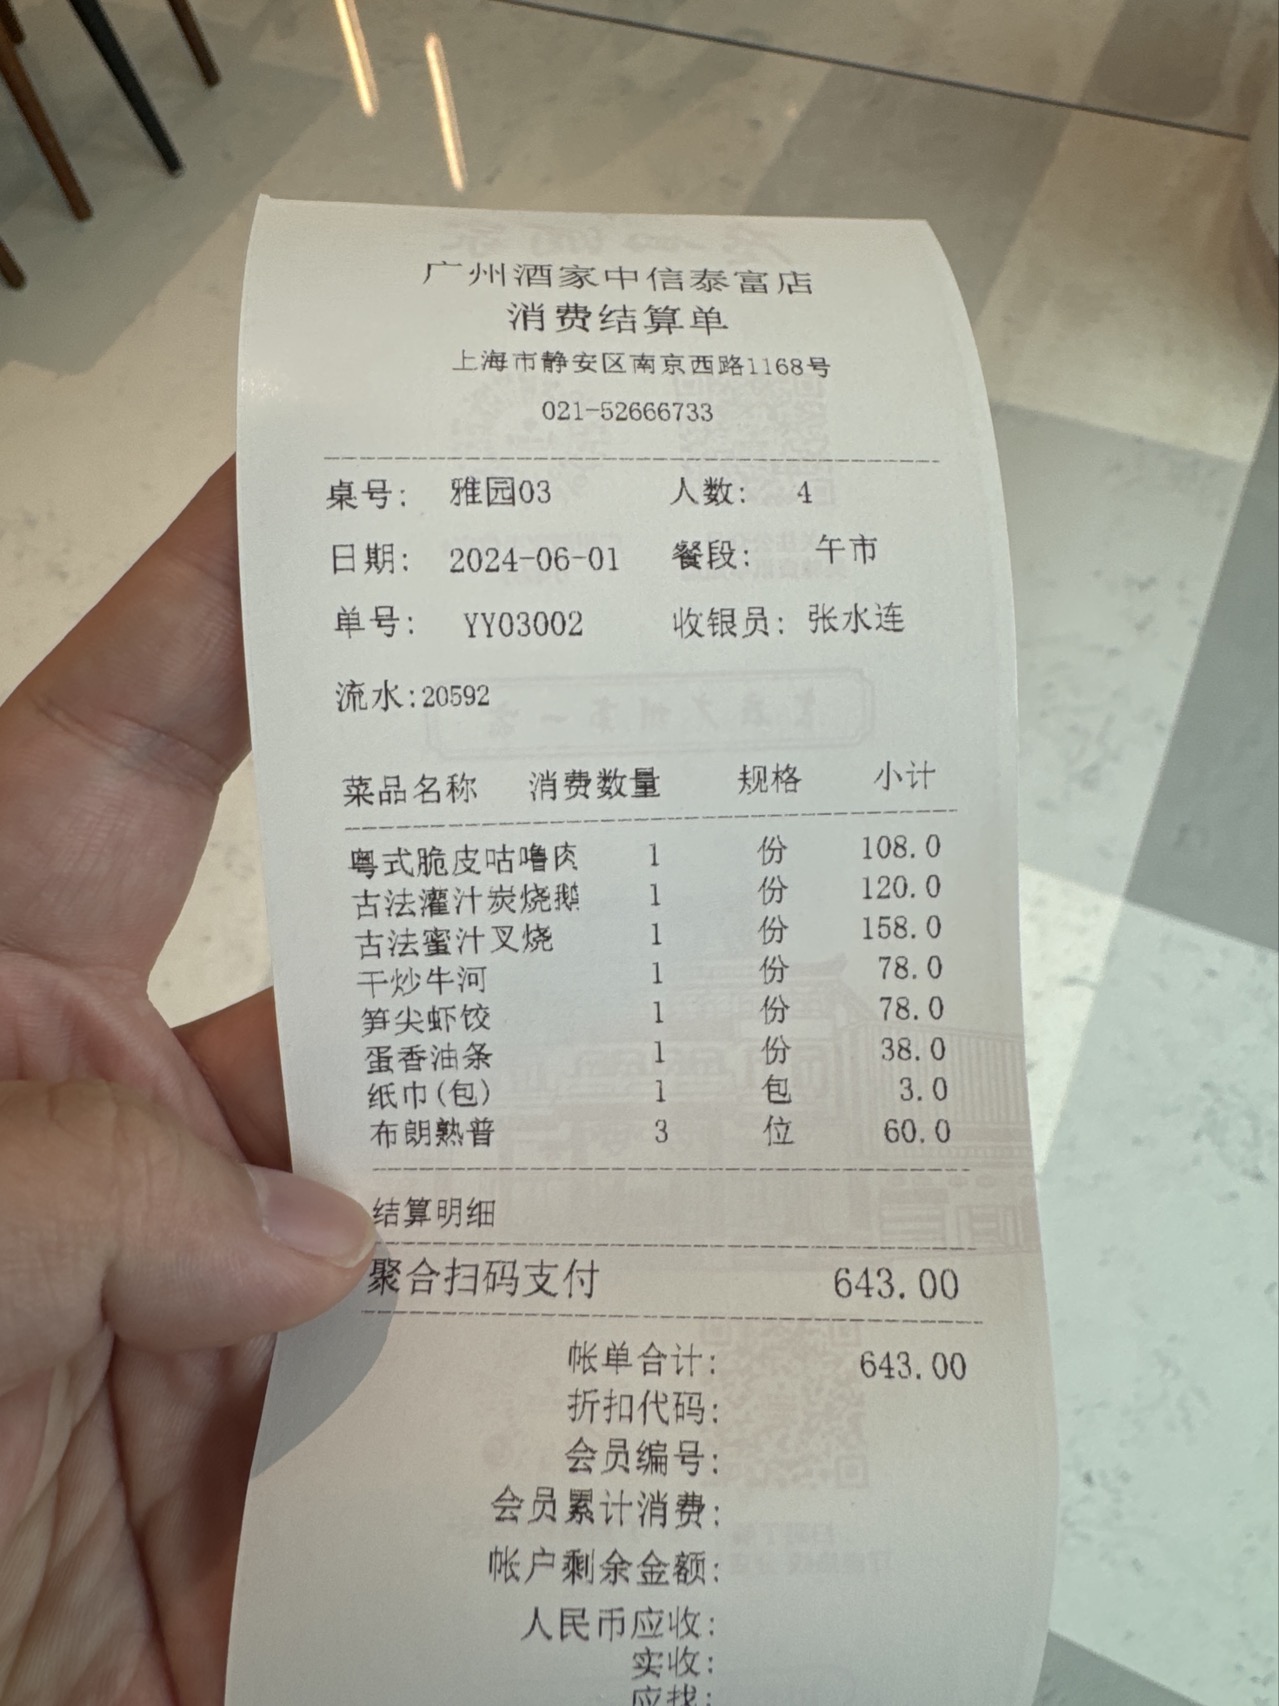 广州酒家中信泰富店
消费结算单
上海市静安区南京西路1168号
021-52666733
桌号: 雅园03 人数: 4
日期: 2024-06-01 餐段: 午市
单号: YY03002 收银员: 张水连
流水:20592
菜品名称 消费数量 规格 小计
粤式脆皮咕噜肉 1 份 108.0
古法灌汁炭烧鹅 1 份 120.0
古法蜜汁叉烧 1 份 158.0
干炒牛河 1 份 78.0
笋尖虾饺 1 份 78.0
蛋香油条 1 份 38.0
纸巾(包) 1 包 3.0
布朗熟普 3 位 60.0
结算明细
聚合扫码支付 643.00
帐单合计: 643.00
折扣代码:
会员编号:
会员累计消费:
帐户剩余金额:
人民币应收:
实收:
应找: